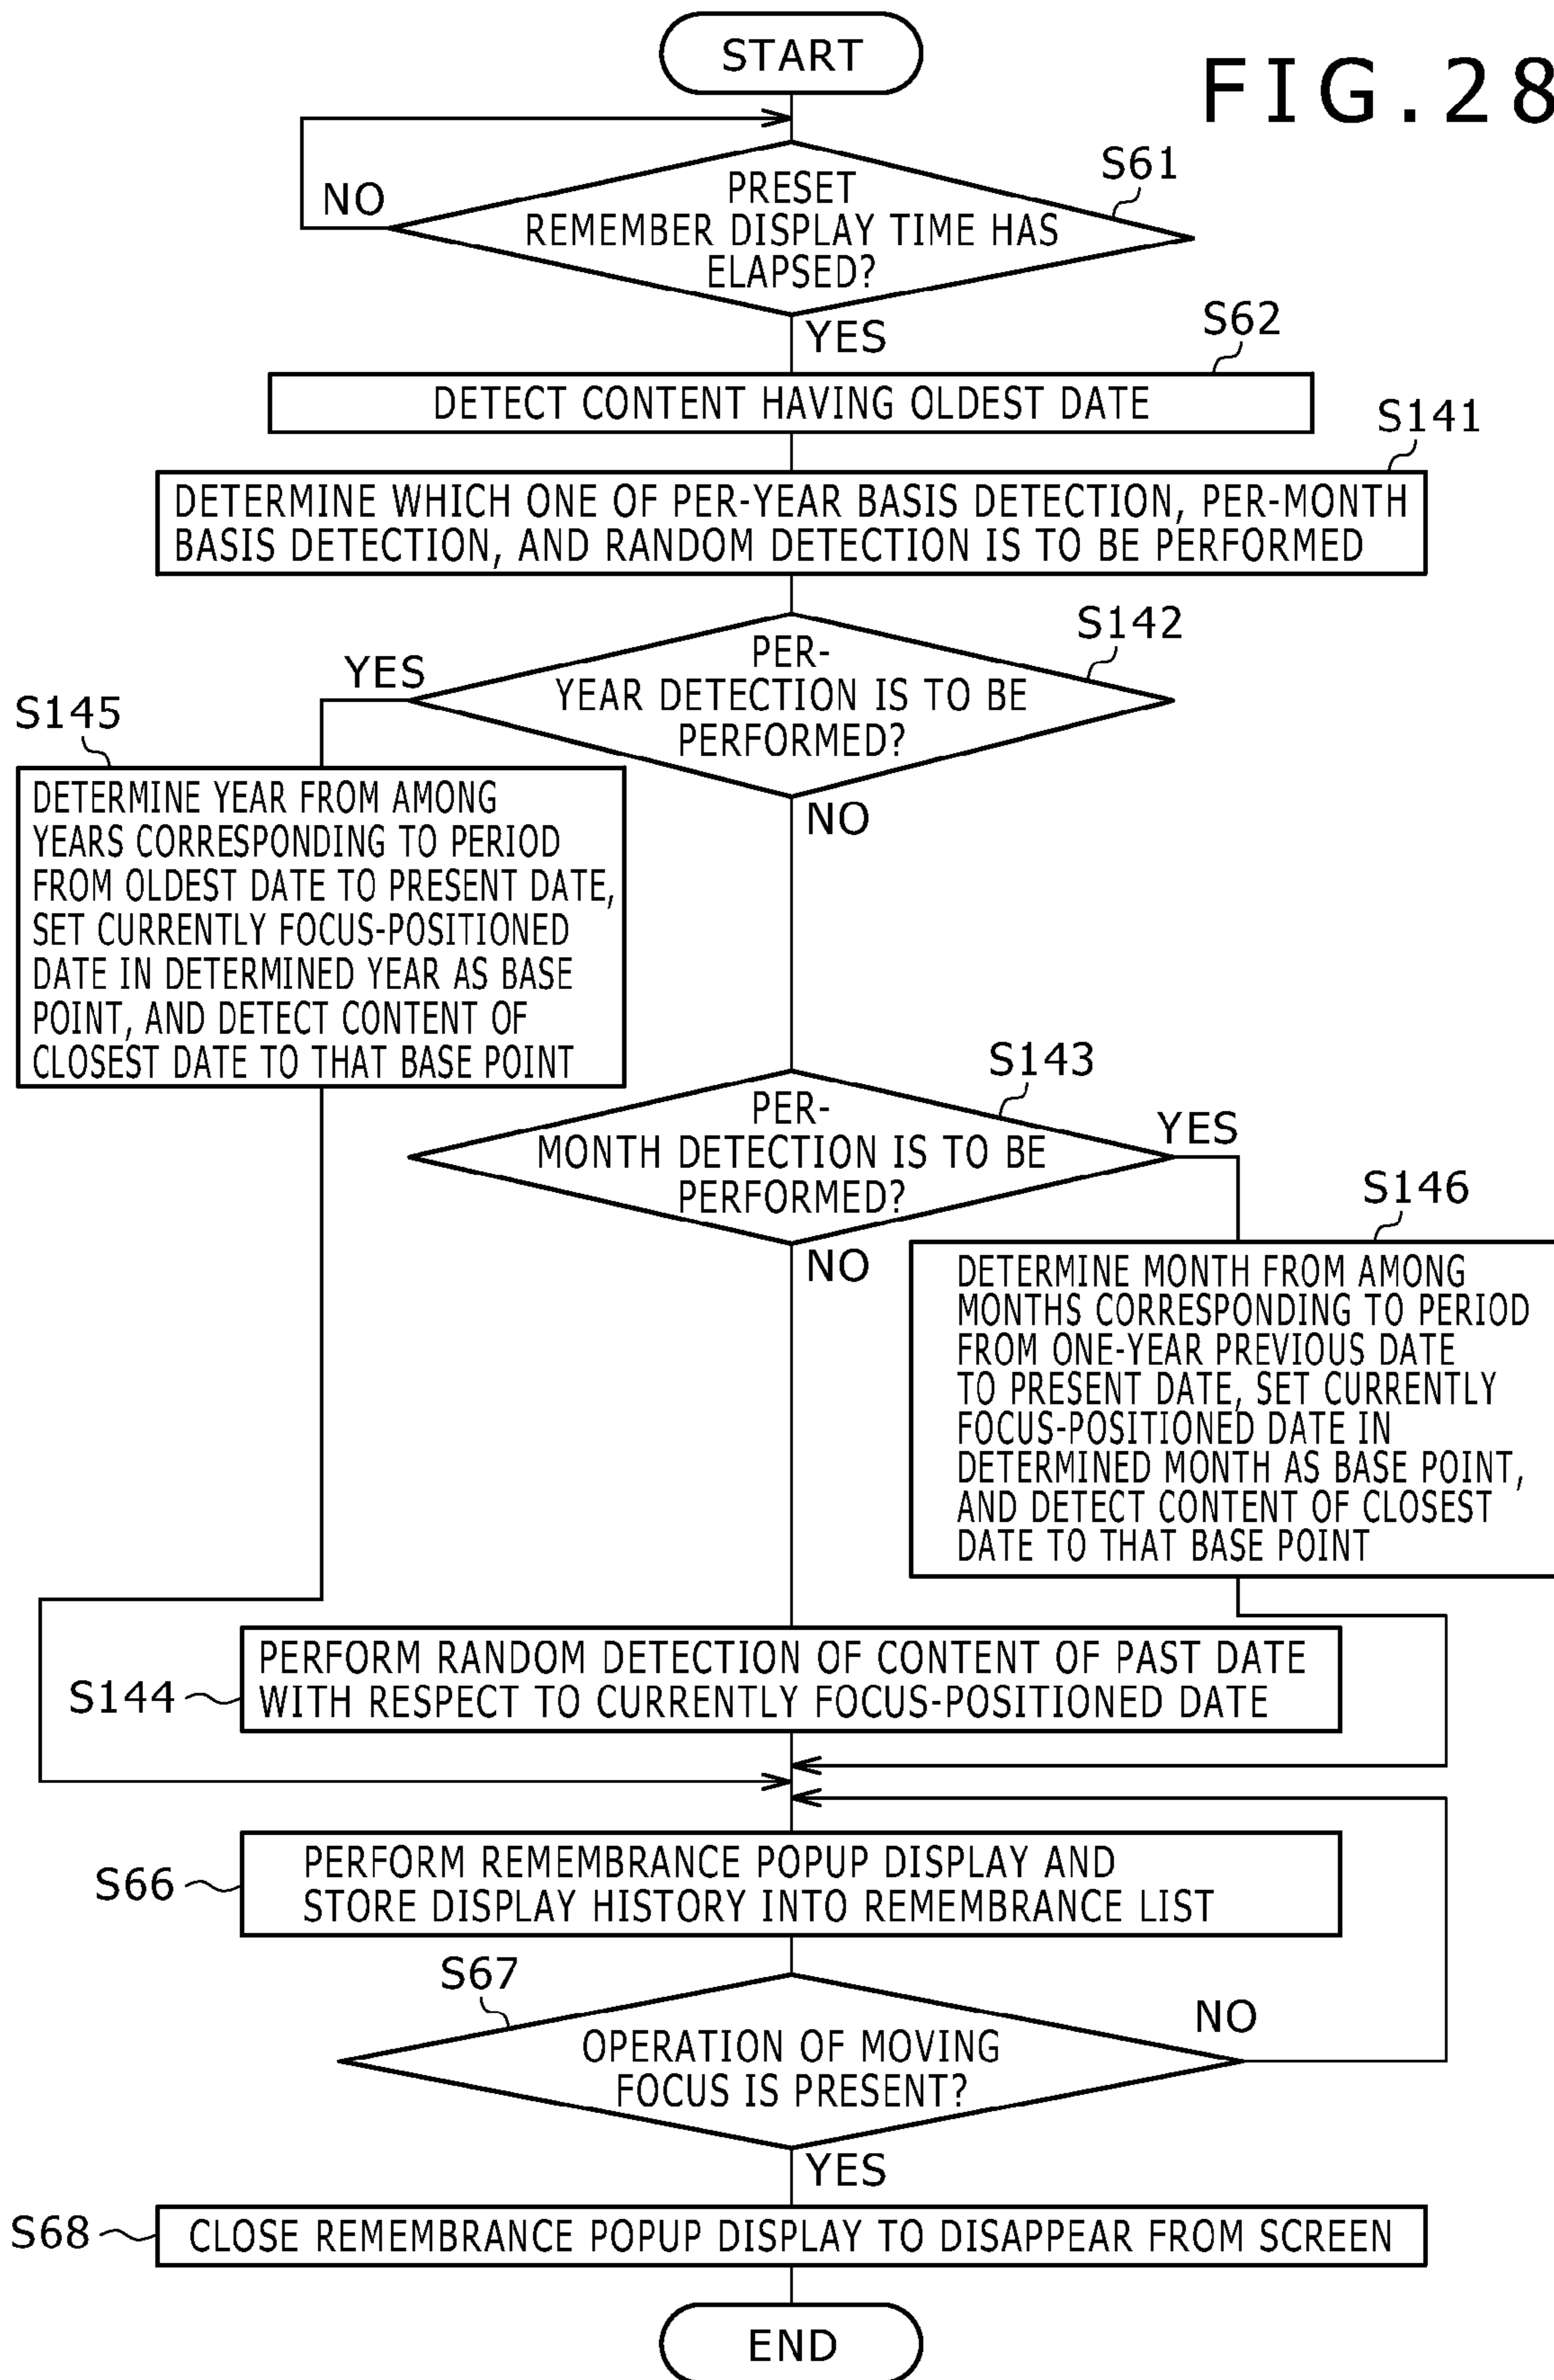 START
FIG.28
S61
NO
PRESET
REMEMBER DISPLAY TIME HAS
ELAPSED?
YES
S62
DETECT CONTENT HAVING OLDEST DATE
S141
DETERMINE WHICH ONE OF PER-YEAR BASIS DETECTION, PER-MONTH
BASIS DETECTION, AND RANDOM DETECTION IS TO BE PERFORMED
S142
YES
PER-
YEAR DETECTION IS TO BE
PERFORMED?
NO
S145
DETERMINE YEAR FROM AMONG
YEARS CORRESPONDING TO PERIOD
FROM OLDEST DATE TO PRESENT DATE,
SET CURRENTLY FOCUS-POSITIONED
DATE IN DETERMINED YEAR AS BASE
POINT, AND DETECT CONTENT OF
CLOSEST DATE TO THAT BASE POINT
S143
PER-
MONTH DETECTION IS TO BE
PERFORMED?
YES
NO
S146
DETERMINE MONTH FROM AMONG
MONTHS CORRESPONDING TO PERIOD
FROM ONE-YEAR PREVIOUS DATE
TO PRESENT DATE, SET CURRENTLY
FOCUS-POSITIONED DATE IN
DETERMINED MONTH AS BASE POINT,
AND DETECT CONTENT OF CLOSEST
DATE TO THAT BASE POINT
S144
PERFORM RANDOM DETECTION OF CONTENT OF PAST DATE
WITH RESPECT TO CURRENTLY FOCUS-POSITIONED DATE
S66
PERFORM REMEMBRANCE POPUP DISPLAY AND
STORE DISPLAY HISTORY INTO REMEMBRANCE LIST
S67
NO
OPERATION OF MOVING
FOCUS IS PRESENT?
YES
S68
CLOSE REMEMBRANCE POPUP DISPLAY TO DISAPPEAR FROM SCREEN
END